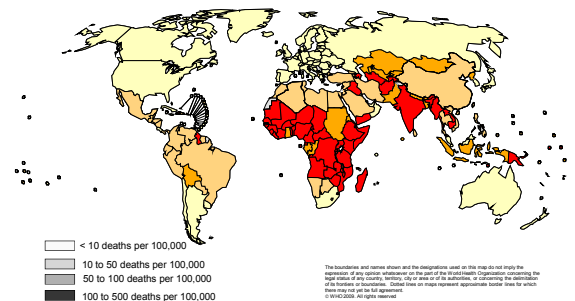 < 10 deaths per 100,000
10 to 50 deaths per 100,000
50 to 100 deaths per 100,000
100 to 500 deaths per 100,000
The boundaries and names shown and the designations used on this map do not imply the
expression of any opinion whatsoever on the part of the World Health Organization concerning the
legal status of any country, territory, city or area or of its authorities, or concerning the delimitation
of its frontiers or boundaries. Dotted lines on maps represent approximate border lines for which
there may not yet be full agreement.
© WHO 2009. All rights reserved